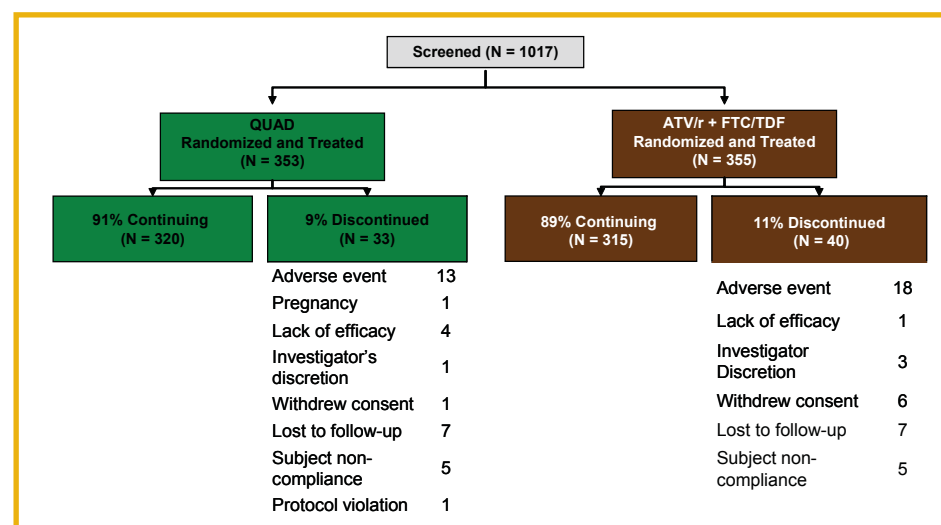 Screened (N = 1017)
QUAD
Randomized and Treated
(N = 353)
ATV/r + FTC/TDF
Randomized and Treated
(N = 355)
91% Continuing
(N = 320)
9% Discontinued
(N = 33)
89% Continuing
(N = 315)
11% Discontinued
(N = 40)
Adverse event 13
Pregnancy 1
Lack of efficacy 4
Investigator's
discretion 1
Withdrew consent 1
Lost to follow-up 7
Subject non-
compliance 5
Protocol violation 1
Adverse event 18
Lack of efficacy 1
Investigator
Discretion 3
Withdrew consent 6
Lost to follow-up 7
Subject non-
compliance 5